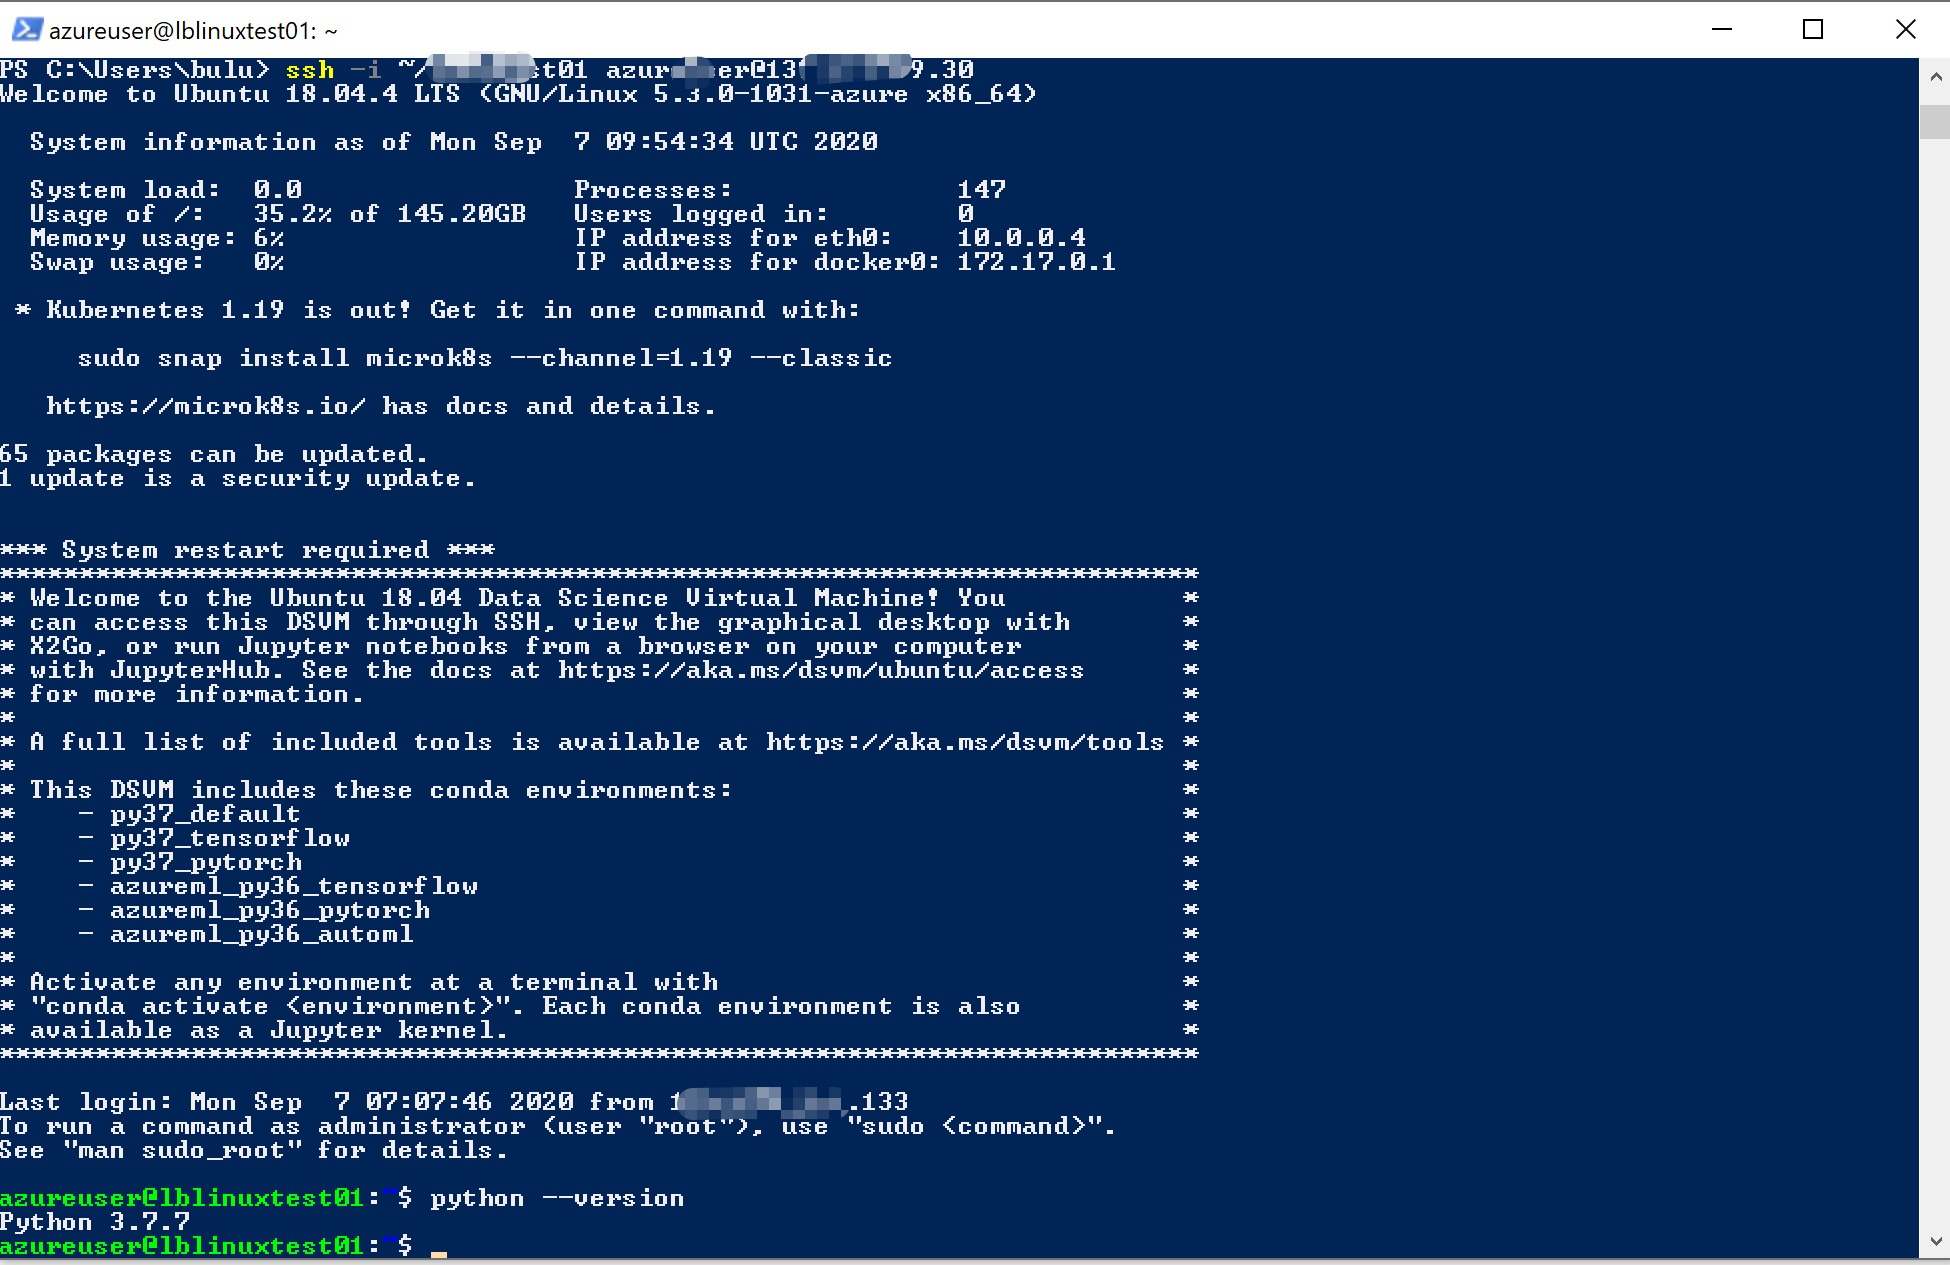 azureuser@lblinuxtest01: ~
PS C:\Users\bulu> ssh -i ~/ st01 azur er@13 9.30
Welcome to Ubuntu 18.04.4 LTS (GNU/Linux 5.3.0-1031-azure x86_64)
System information as of Mon Sep  7 09:54:34 UTC 2020
System load:  0.0                 Processes:              147
Usage of /:   35.2% of 145.20GB   Users logged in:        0
Memory usage: 6%                  IP address for eth0:    10.0.0.4
Swap usage:   0%                  IP address for docker0: 172.17.0.1
* Kubernetes 1.19 is out! Get it in one command with:
sudo snap install microk8s --channel=1.19 --classic
https://microk8s.io/ has docs and details.
65 packages can be updated.
1 update is a security update.
*** System restart required ***
***************************************************************************
* Welcome to the Ubuntu 18.04 Data Science Virtual Machine! You           *
* can access this DSVM through SSH, view the graphical desktop with       *
* X2Go, or run Jupyter notebooks from a browser on your computer          *
* with JupyterHub. See the docs at https://aka.ms/dsvm/ubuntu/access      *
* for more information.                                                   *
*                                                                         *
* A full list of included tools is available at https://aka.ms/dsvm/tools *
*                                                                         *
* This DSVM includes these conda environments:                            *
*    - py37_default                                                       *
*    - py37_tensorflow                                                    *
*    - py37_pytorch                                                       *
*    - azureml_py36_tensorflow                                            *
*    - azureml_py36_pytorch                                               *
*    - azureml_py36_automl                                                *
*                                                                         *
* Activate any environment at a terminal with                             *
* "conda activate <environment>". Each conda environment is also          *
* available as a Jupyter kernel.                                          *
***************************************************************************
Last login: Mon Sep  7 07:07:46 2020 from 1 .133
To run a command as administrator (user "root"), use "sudo <command>".
See "man sudo_root" for details.
azureuser@lblinuxtest01:~$ python --version
Python 3.7.7
azureuser@lblinuxtest01:~$